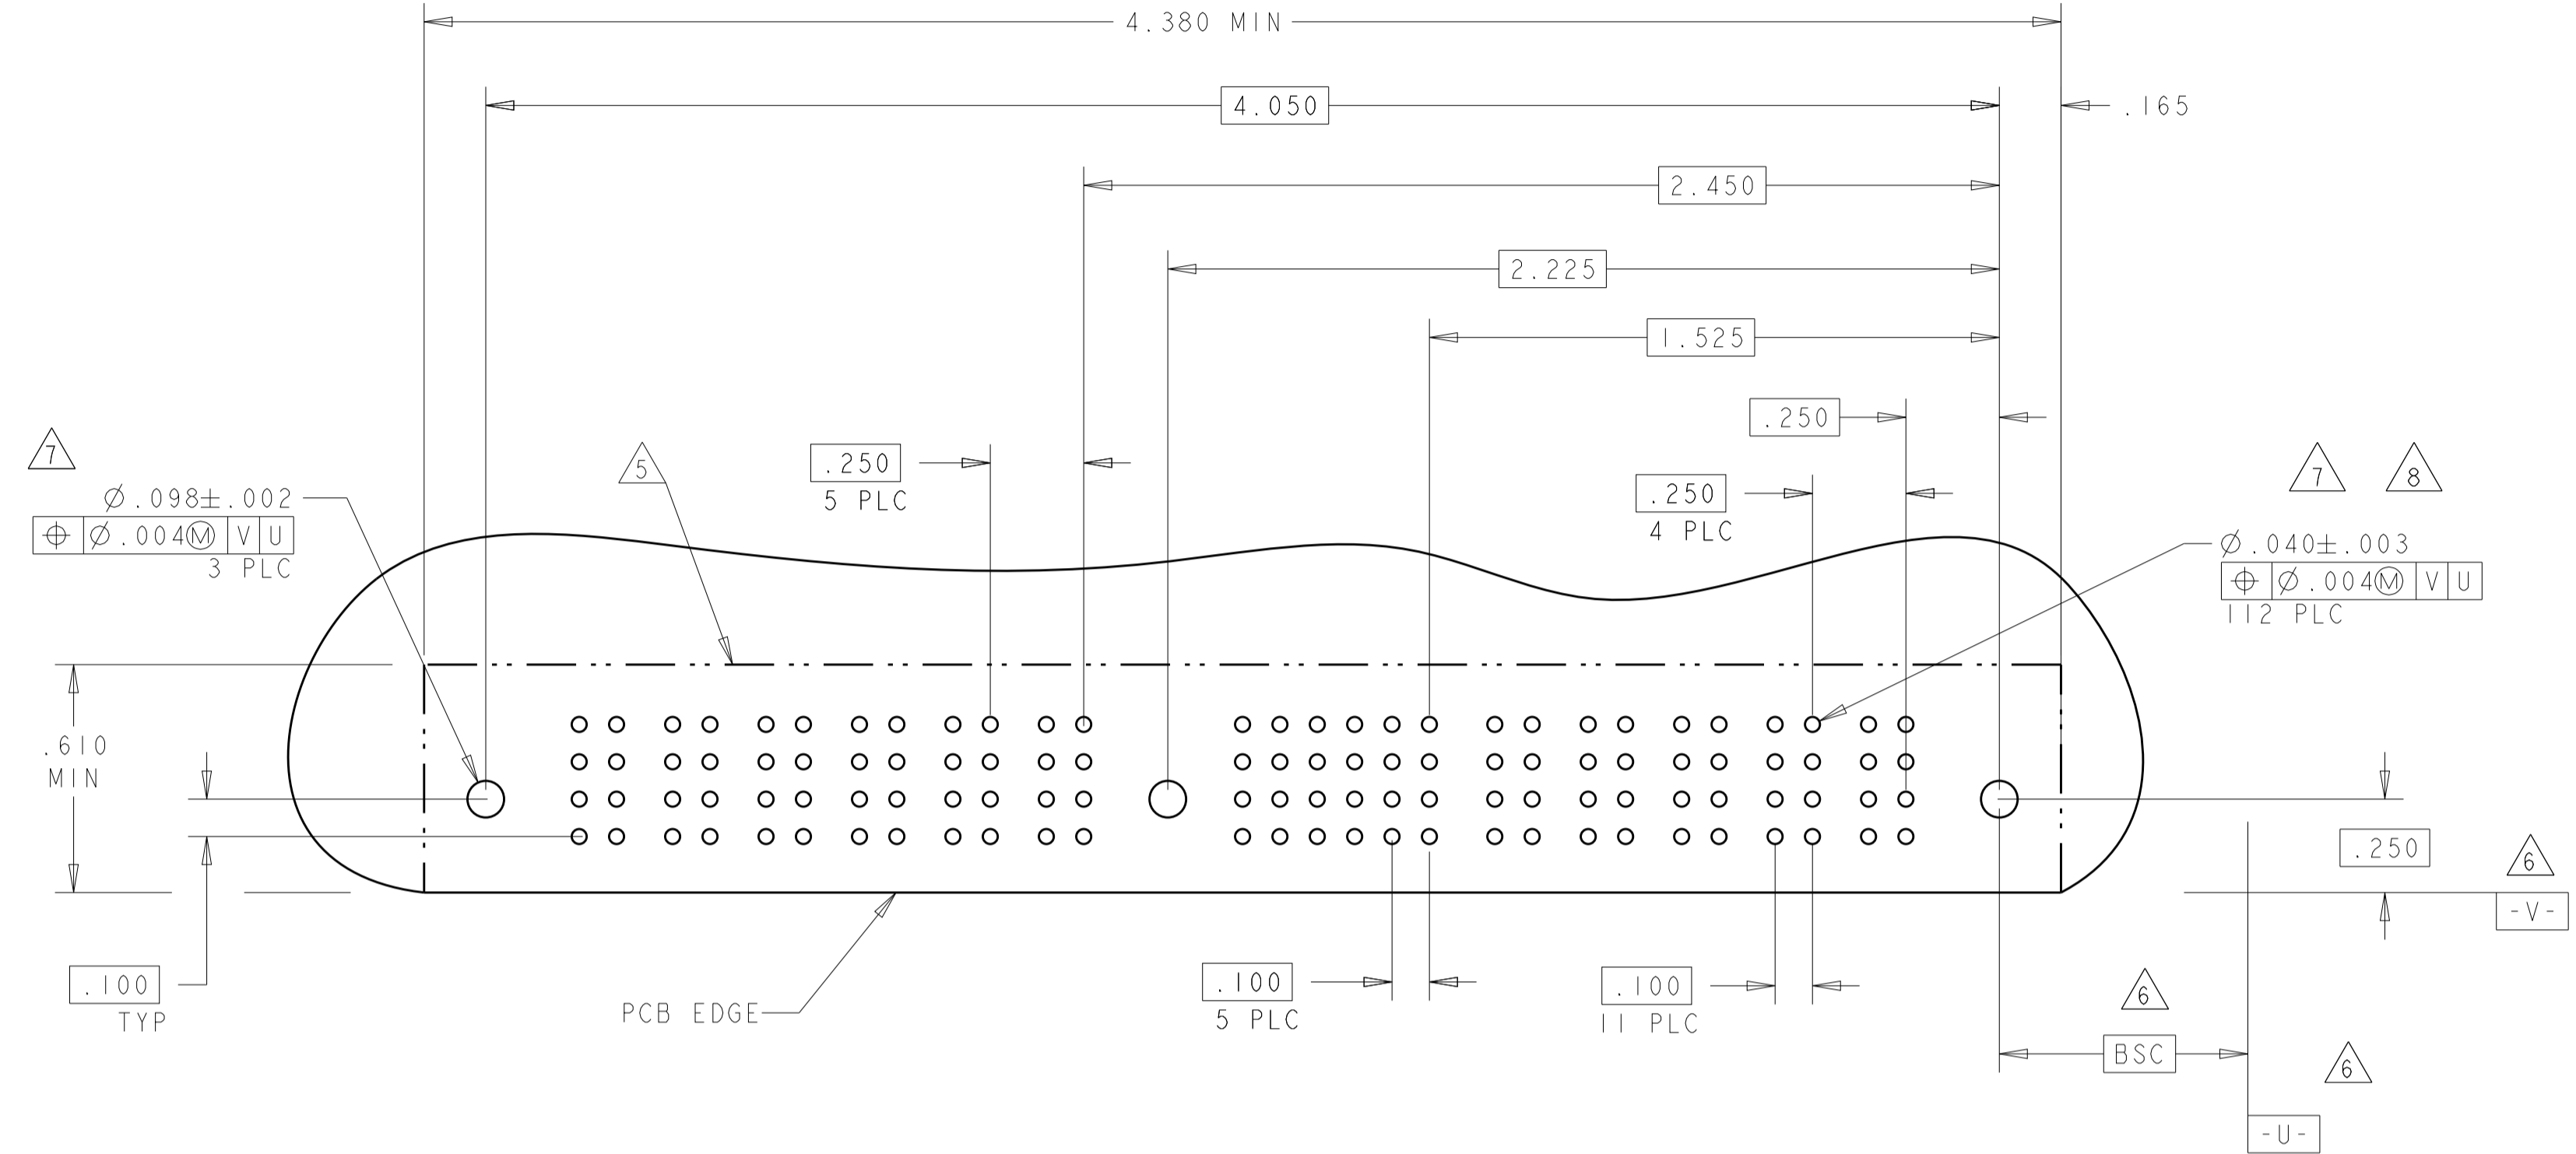 4.380 MIN
4.050
.165
2.450
2.225
1.525
.250
7
5
.250
5 PLC
.250
4 PLC
7
8
Ø.098±.002
⌖ Ø.004Ⓜ V U
3 PLC
Ø.040±.003
⌖ Ø.004Ⓜ V U
112 PLC
.610
MIN
.250
6
-V-
.100
TYP
PCB EDGE
.100
5 PLC
.100
11 PLC
6
BSC
6
-U-